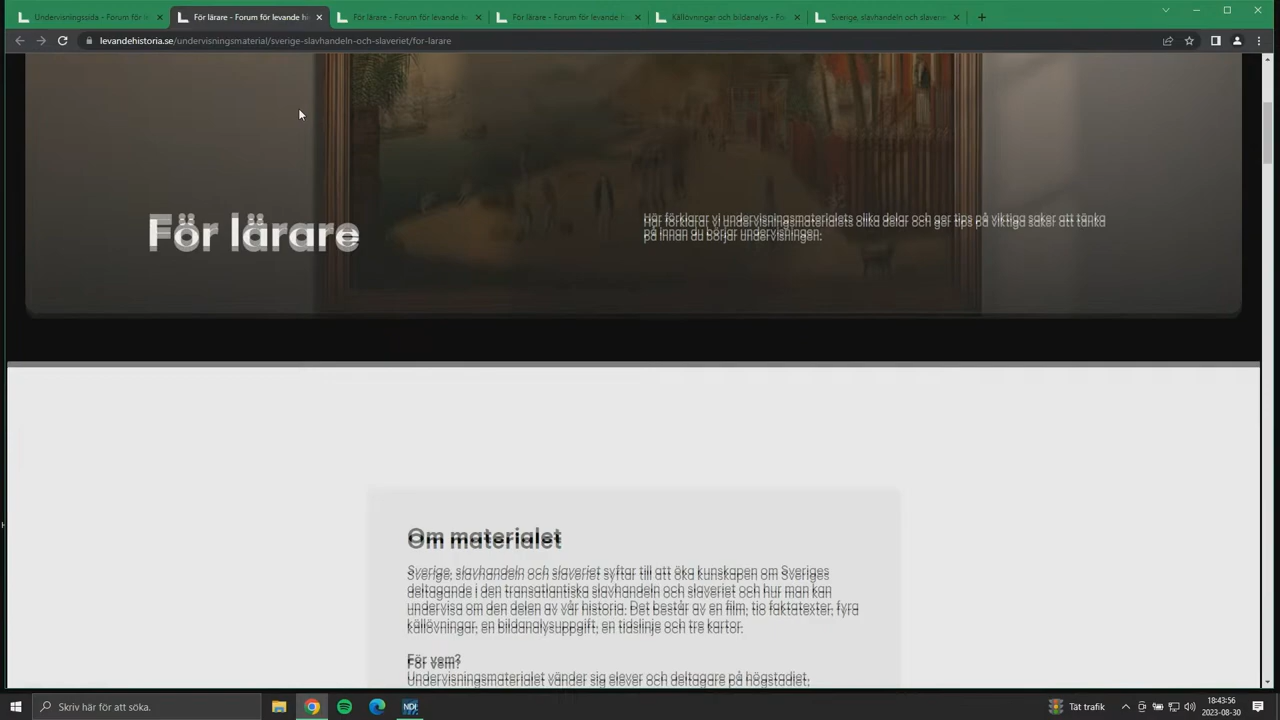 Undervisningssida - Forum för le
För lärare - Forum för levande hi
För lärare - Forum för levande hi
För lärare - Forum för levande hi
Källövningar och bildanalys - Fo
Sverige, slavhandeln och slaveri
levandehistoria.se/undervisningsmaterial/sverige-slavhandeln-och-slaveriet/for-larare
För lärare
Här förklarar vi undervisningsmaterialets olika delar och ger tips på viktiga saker att tänka
på innan du börjar undervisningen.
Om materialet
Sverige, slavhandeln och slaveriet syftar till att öka kunskapen om Sveriges
deltagande i den transatlantiska slavhandeln och slaveriet och hur man kan
undervisa om den delen av vår historia. Det består av en film, tio faktatexter, fyra
källövningar, en bildanalysuppgift, en tidslinje och tre kartor.
För vem?
Undervisningsmaterialet vänder sig elever och deltagare på högstadiet,
Skriv här för att söka.
NDI
Tät trafik
18:43:56
2023-08-30